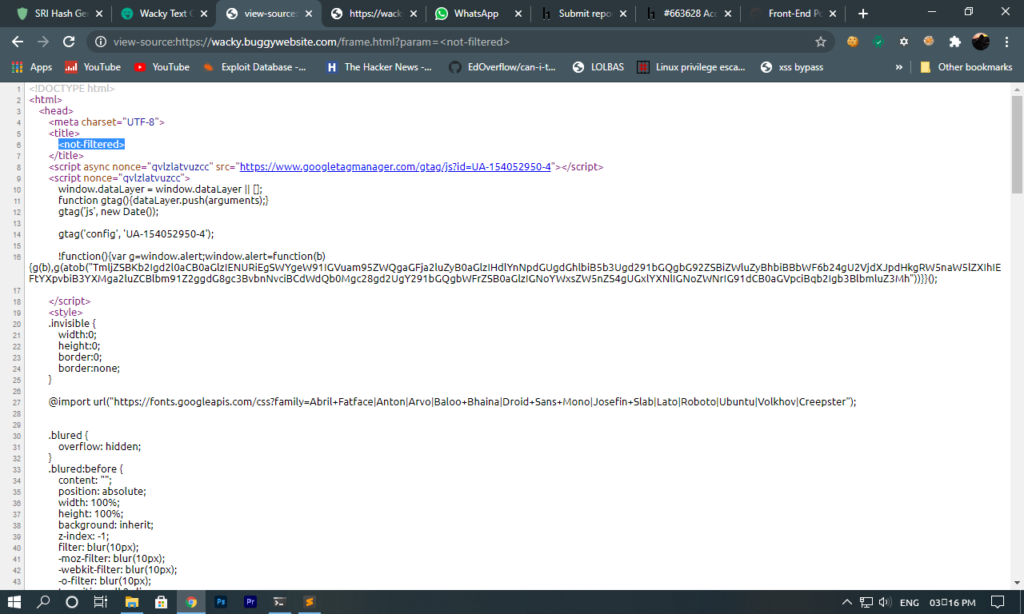 SRI Hash Ge
Wacky Text G
view-source:
https://wack
WhatsApp
Submit repo
#663628 Acc
Front-End Po
view-source:https://wacky.buggywebsite.com/frame.html?param=<not-filtered>
Apps
YouTube
YouTube
Exploit Database -...
The Hacker News -...
EdOverflow/can-i-t...
LOLBAS
Linux privilege esca...
xss bypass
»
Other bookmarks
1 <!DOCTYPE html>
2 <html>
3 <head>
4 <meta charset="UTF-8">
5 <title>
6 <not-filtered>
7 </title>
8 <script async nonce="qvlzlatvuzcc" src="https://www.googletagmanager.com/gtag/js?id=UA-154052950-4"></script>
9 <script nonce="qvlzlatvuzcc">
10 window.dataLayer = window.dataLayer || [];
11 function gtag(){dataLayer.push(arguments);}
12 gtag('js', new Date());
13
14 gtag('config', 'UA-154052950-4');
15
16 !function(){var g=window.alert;window.alert=function(b)
{g(b),g(atob("
"))}}();
17
18 </script>
19 <style>
20 .invisible {
21 width:0;
22 height:0;
23 border:0;
24 border:none;
25 }
26
27 @import url("https://fonts.googleapis.com/css?family=Abril+Fatface|Anton|Arvo|Baloo+Bhaina|Droid+Sans+Mono|Josefin+Slab|Lato|Roboto|Ubuntu|Volkhov|Creepster");
28
29
30 .blured {
31 overflow: hidden;
32 }
33 .blured:before {
34 content: "";
35 position: absolute;
36 width: 100%;
37 height: 100%;
38 background: inherit;
39 z-index: -1;
40 filter: blur(10px);
41 -moz-filter: blur(10px);
42 -webkit-filter: blur(10px);
43 -o-filter: blur(10px);
Ps
Pr
ENG
03□16 PM